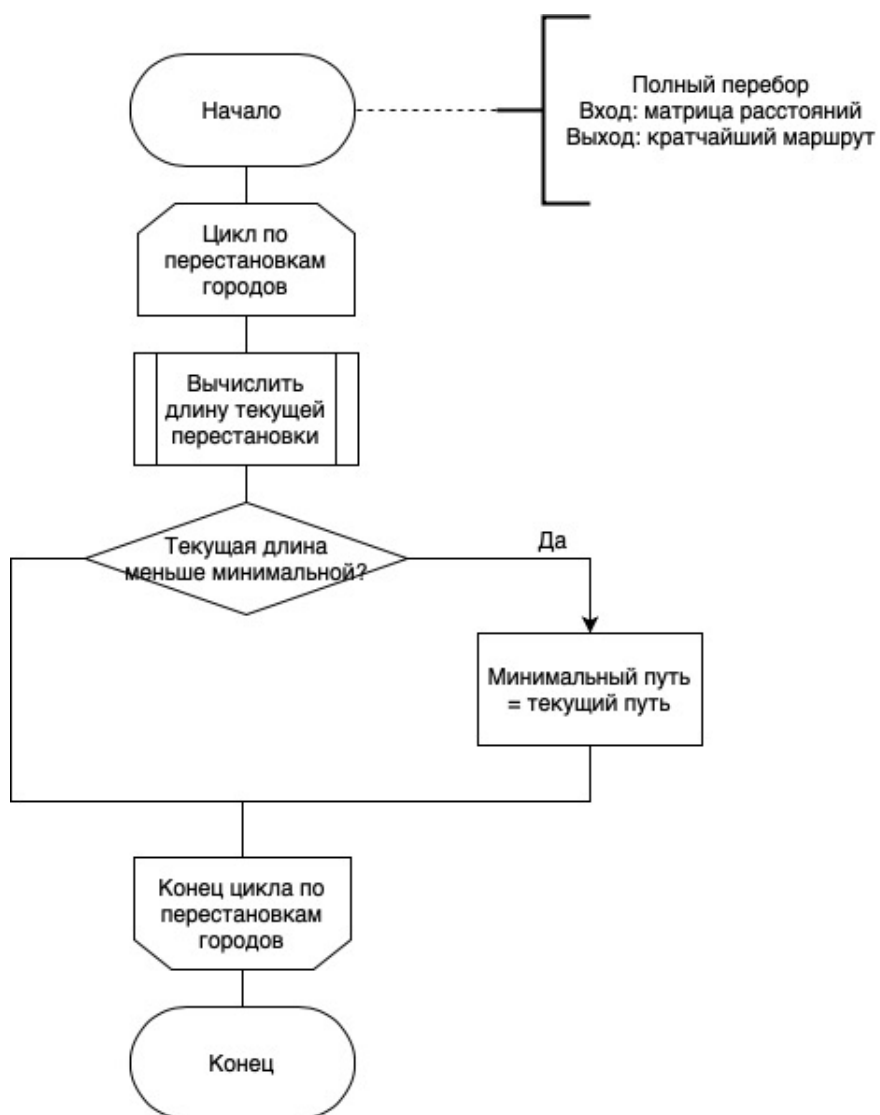 Начало
Полный перебор
Вход: матрица расстояний
Выход: кратчайший маршрут
Цикл по
перестановкам
городов
Вычислить
длину текущей
перестановки
Текущая длина
меньше минимальной?
Да
Минимальный путь
= текущий путь
Конец цикла по
перестановкам
городов
Конец